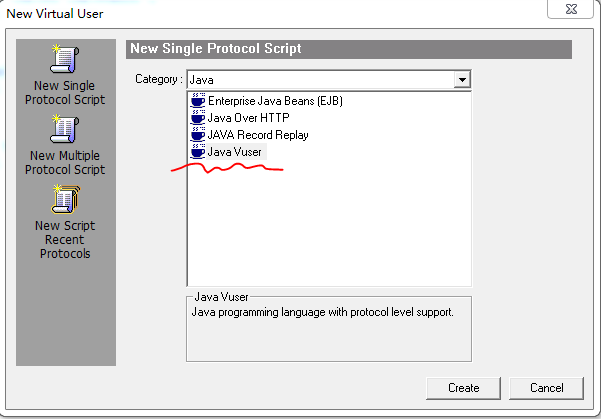 New Virtual User
New Single
Protocol Script
New Multiple
Protocol Script
New Script
Recent
Protocols
New Single Protocol Script
Category :
Java
Enterprise Java Beans (EJB)
Java Over HTTP
JAVA Record Replay
Java Vuser
Java Vuser
Java programming language with protocol level support.
Create
Cancel